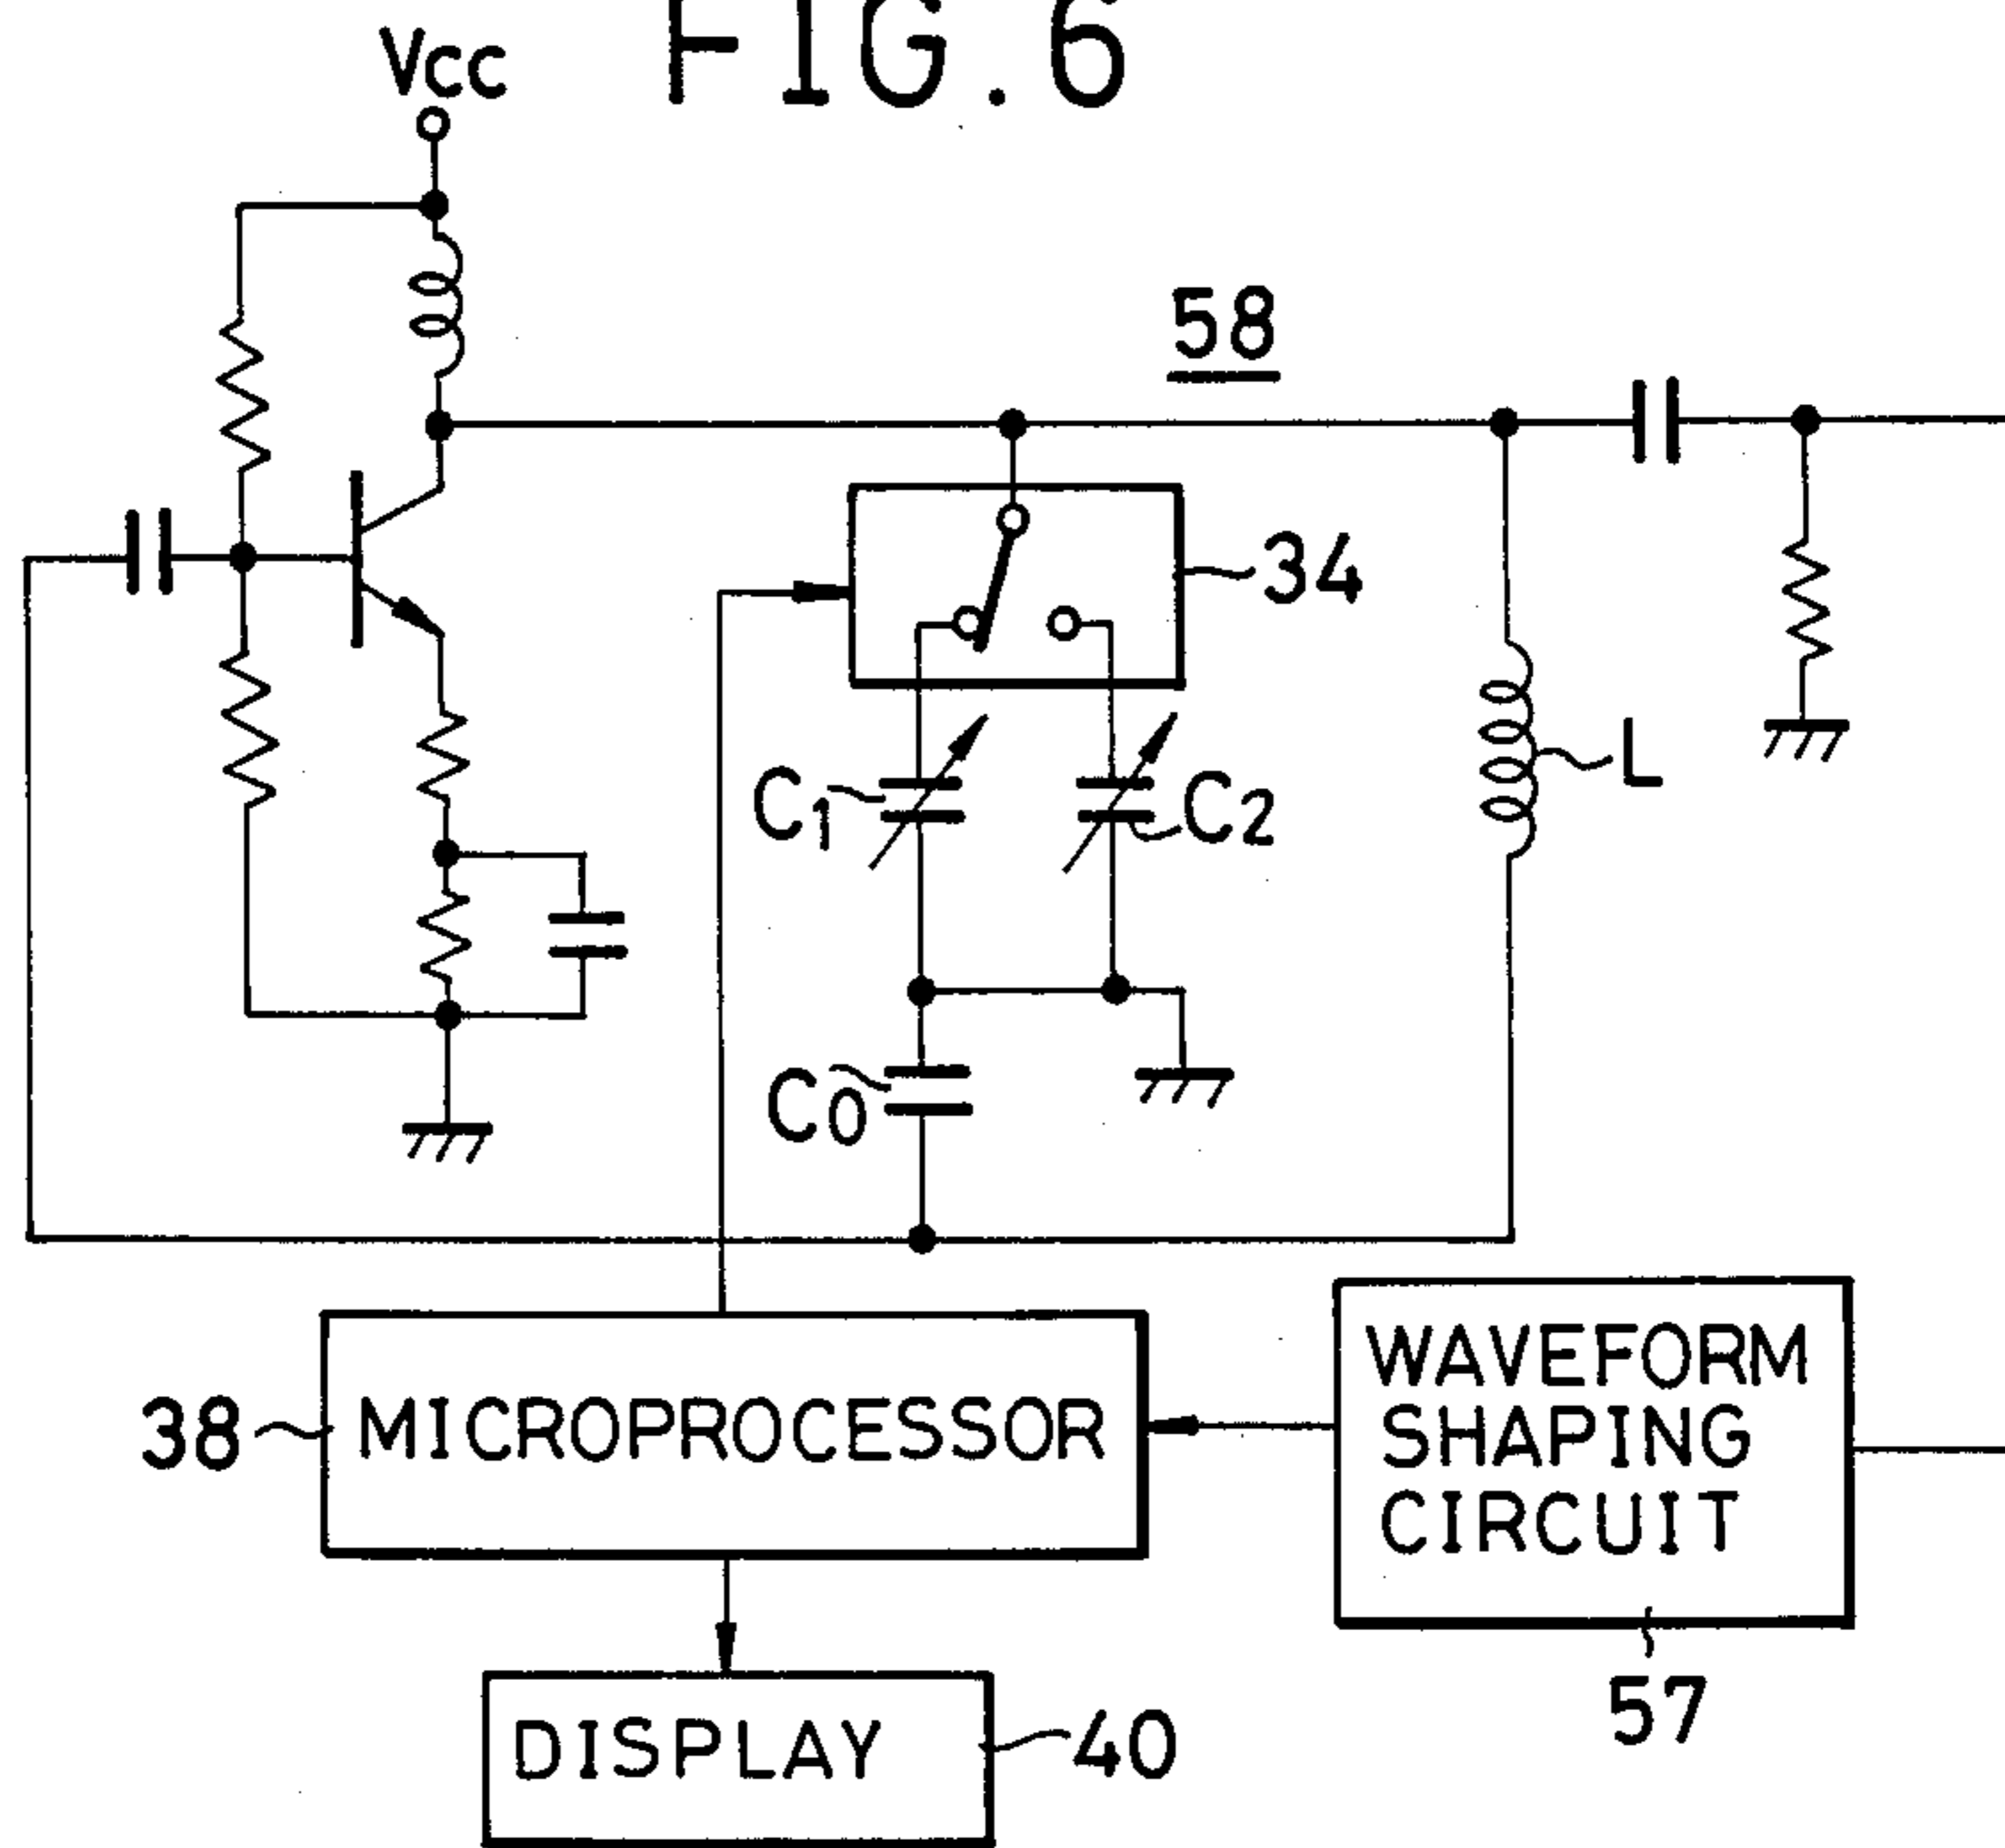 FIG.6
Vcc
58
34
C1
C2
L
C0
38
MICROPROCESSOR
WAVEFORM
SHAPING
CIRCUIT
57
DISPLAY
40